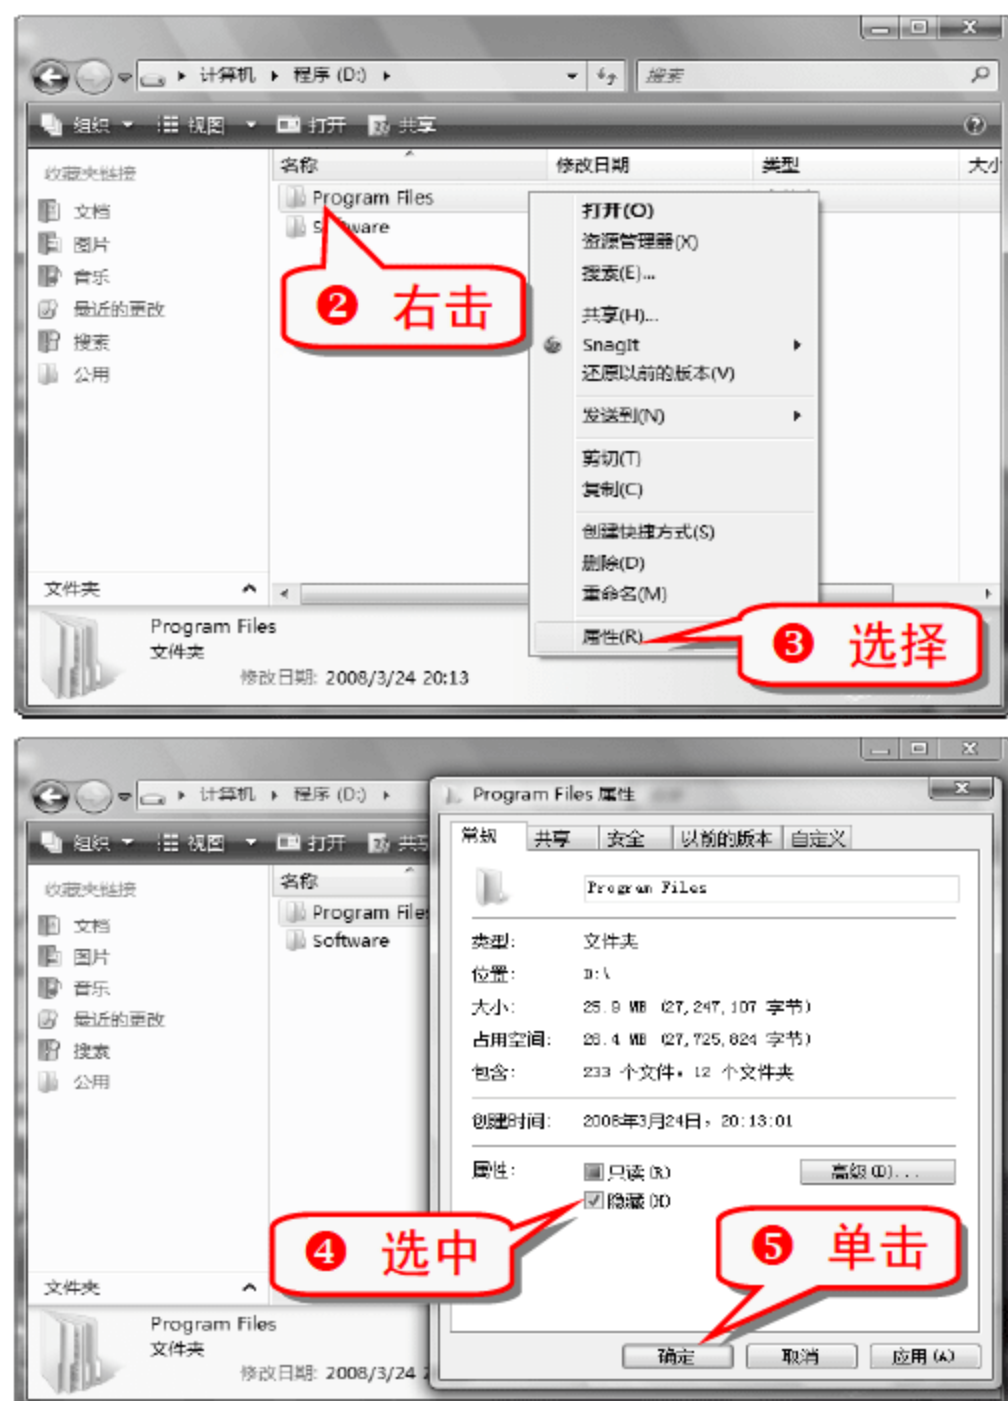 计算机 ▸ 程序 (D:) ▸ 搜索
组织 视图 打开 共享
收藏夹链接
文档
图片
音乐
最近的更改
搜索
公用
文件夹
名称 修改日期 类型 大小
Program Files
Software
❷ 右击
打开(O)
资源管理器(X)
搜索(E)...
共享(H)...
SnagIt
还原以前的版本(V)
发送到(N)
剪切(T)
复制(C)
创建快捷方式(S)
删除(D)
重命名(M)
属性(R)
❸ 选择
Program Files
文件夹
修改日期: 2008/3/24 20:13
计算机 ▸ 程序 (D:) ▸
组织 视图 打开 共享
收藏夹链接
文档
图片
音乐
最近的更改
搜索
公用
文件夹
名称
Program Files
Software
Program Files 属性
常规 共享 安全 以前的版本 自定义
Program Files
类型: 文件夹
位置: D:\
大小: 25.9 MB (27,247,107 字节)
占用空间: 26.4 MB (27,725,824 字节)
包含: 233 个文件，12 个文件夹
创建时间: 2008年3月24日，20:13:01
属性: 只读(R) 高级(D)...
隐藏(H)
❹ 选中
❺ 单击
确定 取消 应用(A)
Program Files
文件夹
修改日期: 2008/3/24